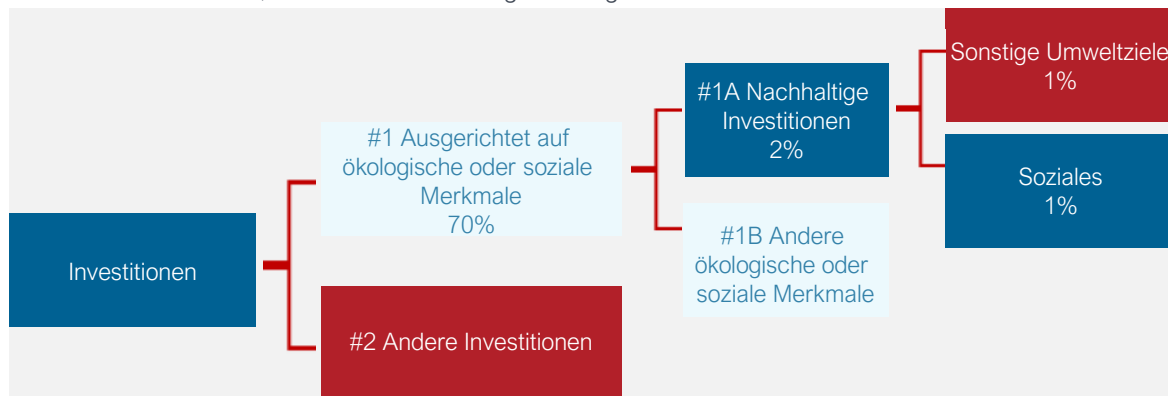 Investitionen
#1 Ausgerichtet auf
ökologische oder soziale
Merkmale
70%
#2 Andere Investitionen
#1A Nachhaltige
Investitionen
2%
#1B Andere
ökologische oder
soziale Merkmale
Sonstige Umweltziele
1%
Soziales
1%